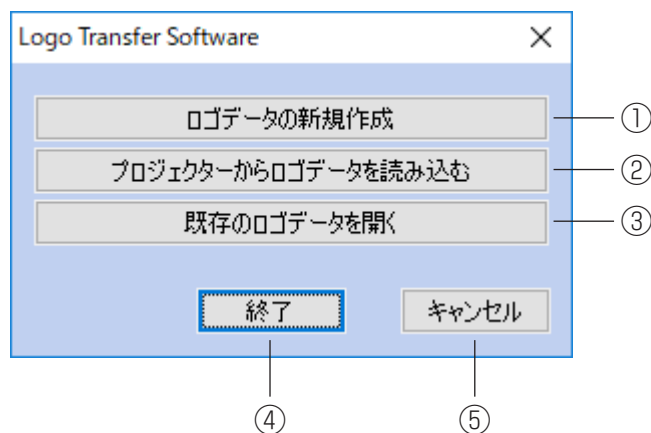 Logo Transfer Software
ロゴデータの新規作成 ①
プロジェクターからロゴデータを読み込む ②
既存のロゴデータを開く ③
終了 キャンセル
④ ⑤